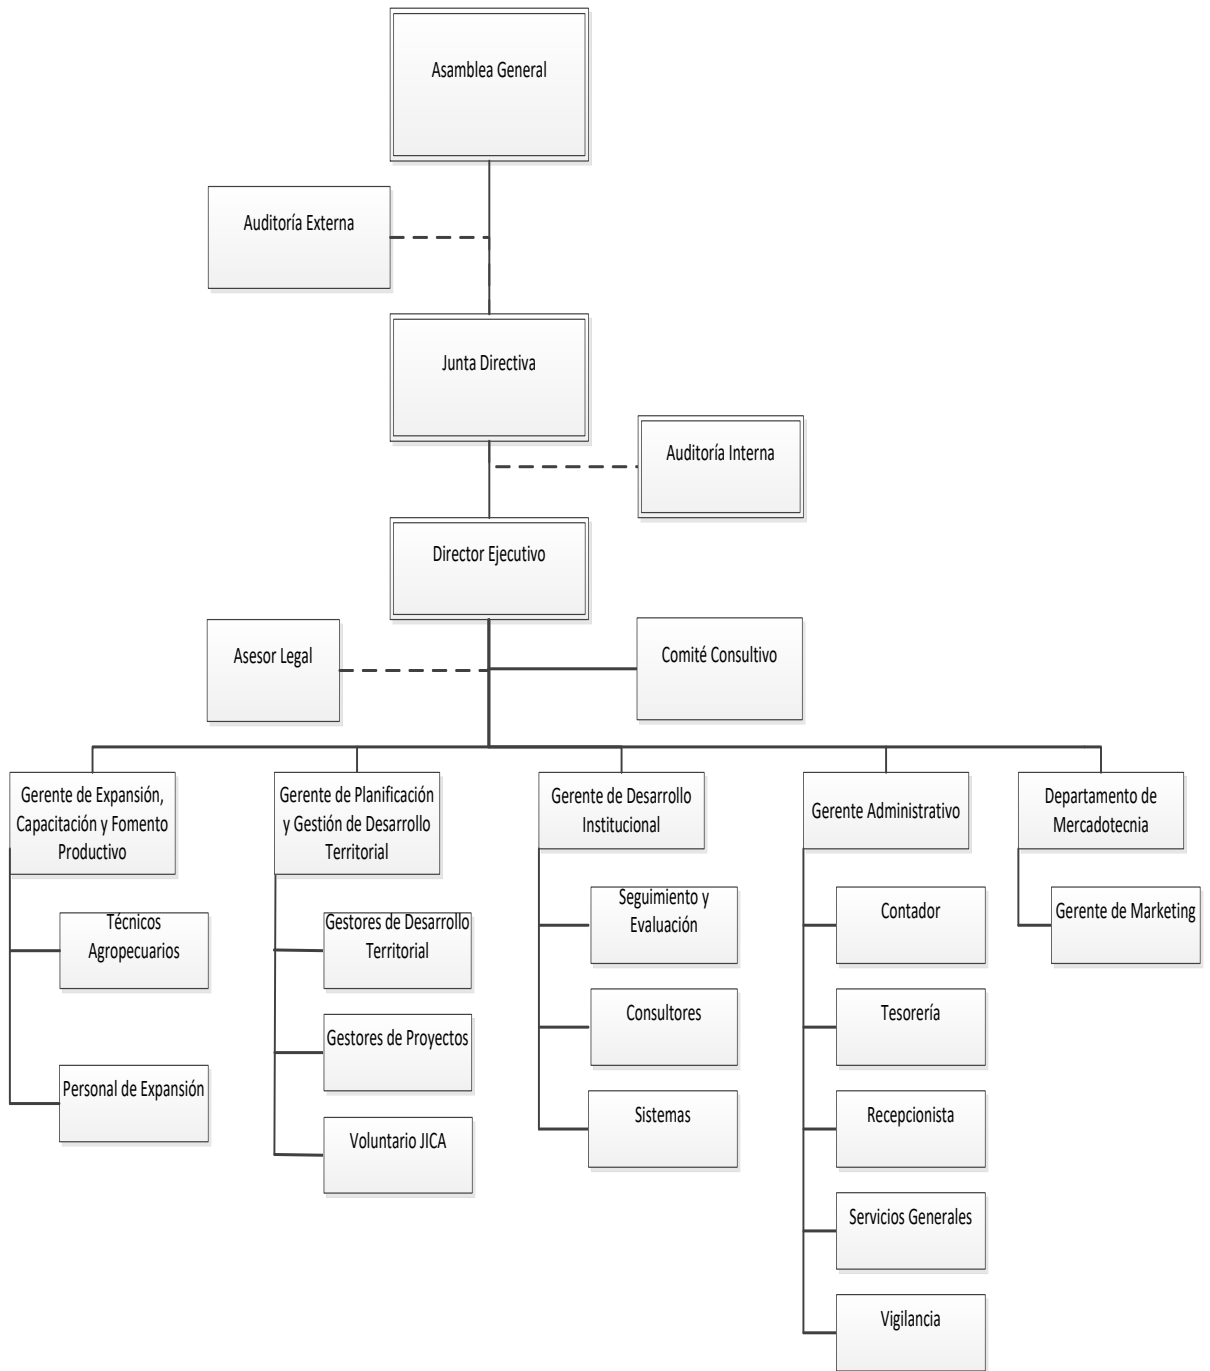 Asamblea General
Auditoría Externa
Junta Directiva
Auditoría Interna
Director Ejecutivo
Asesor Legal
Comité Consultivo
Gerente de Expansión,
Capacitación y Fomento
Productivo
Técnicos
Agropecuarios
Personal de Expansión
Gerente de Planificación
y Gestión de Desarrollo
Territorial
Gestores de Desarrollo
Territorial
Gestores de Proyectos
Voluntario JICA
Gerente de Desarrollo
Institucional
Seguimiento y
Evaluación
Consultores
Sistemas
Gerente Administrativo
Contador
Tesorería
Recepcionista
Servicios Generales
Vigilancia
Departamento de
Mercadotecnia
Gerente de Marketing